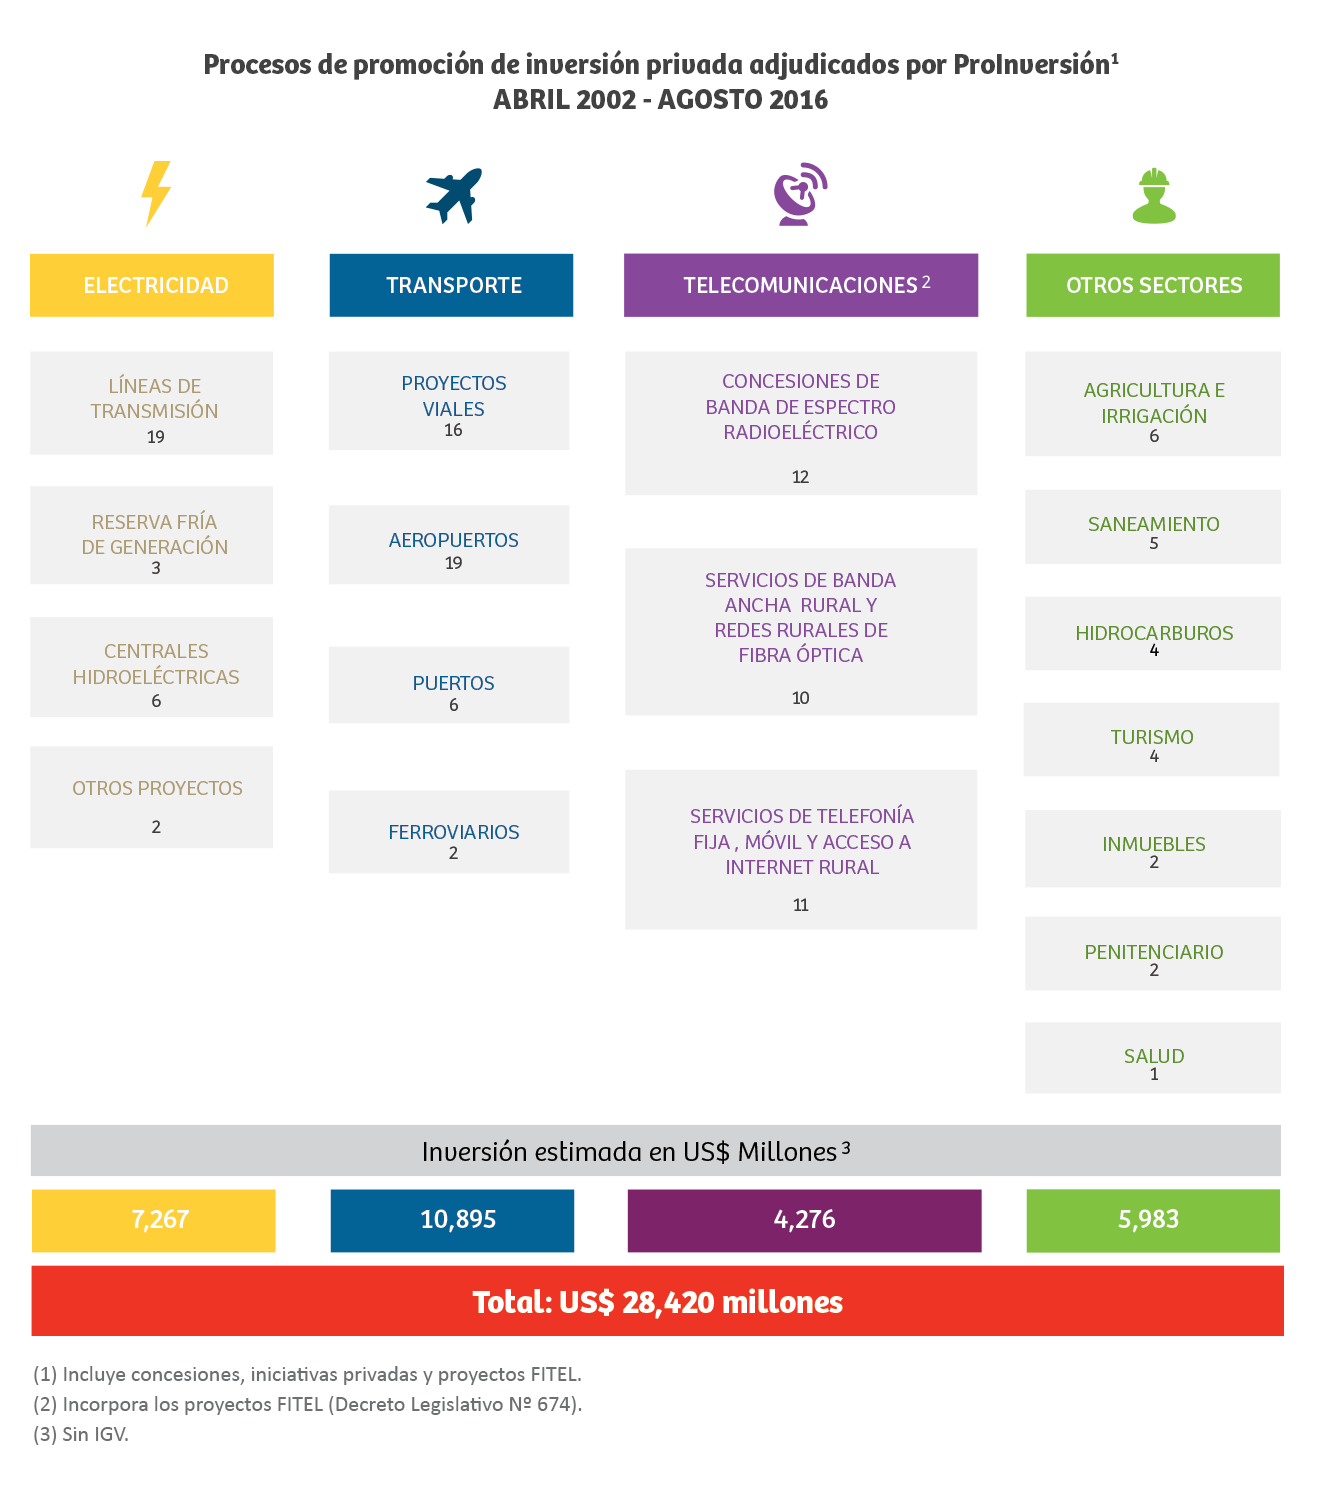 Procesos de promoción de inversión privada adjudicados por ProInversión¹
ABRIL 2002 - AGOSTO 2016
ELECTRICIDAD
LÍNEAS DE
TRANSMISIÓN
19
RESERVA FRÍA
DE GENERACIÓN
3
CENTRALES
HIDROELÉCTRICAS
6
OTROS PROYECTOS
2
TRANSPORTE
PROYECTOS
VIALES
16
AEROPUERTOS
19
PUERTOS
6
FERROVIARIOS
2
TELECOMUNICACIONES ²
CONCESIONES DE
BANDA DE ESPECTRO
RADIOELÉCTRICO
12
SERVICIOS DE BANDA
ANCHA RURAL Y
REDES RURALES DE
FIBRA ÓPTICA
10
SERVICIOS DE TELEFONÍA
FIJA , MÓVIL Y ACCESO A
INTERNET RURAL
11
OTROS SECTORES
AGRICULTURA E
IRRIGACIÓN
6
SANEAMIENTO
5
HIDROCARBUROS
4
TURISMO
4
INMUEBLES
2
PENITENCIARIO
2
SALUD
1
Inversión estimada en US$ Millones ³
7,267
10,895
4,276
5,983
Total: US$ 28,420 millones
(1) Incluye concesiones, iniciativas privadas y proyectos FITEL.
(2) Incorpora los proyectos FITEL (Decreto Legislativo Nº 674).
(3) Sin IGV.